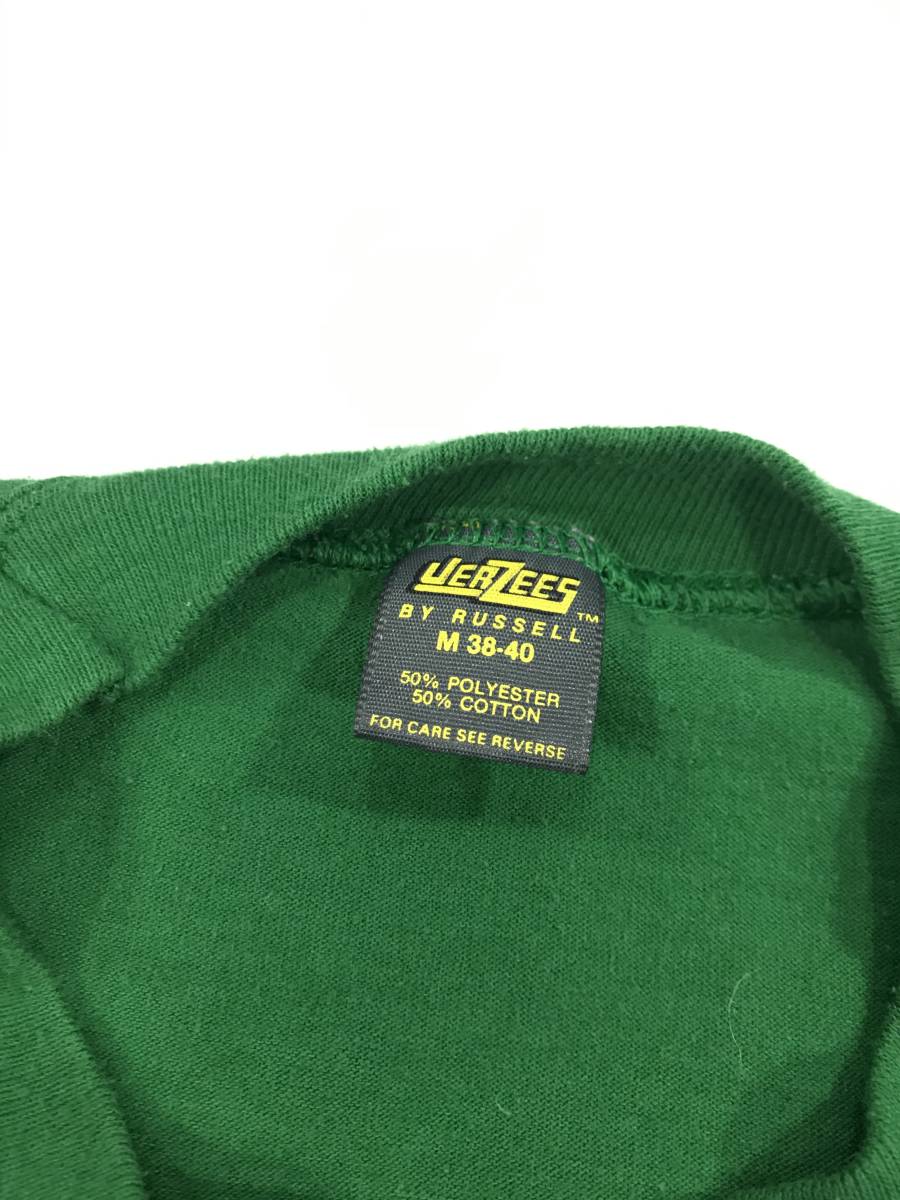 JERZEES
BY RUSSELL™
M 38-40
50% POLYESTER
50% COTTON
FOR CARE SEE REVERSE